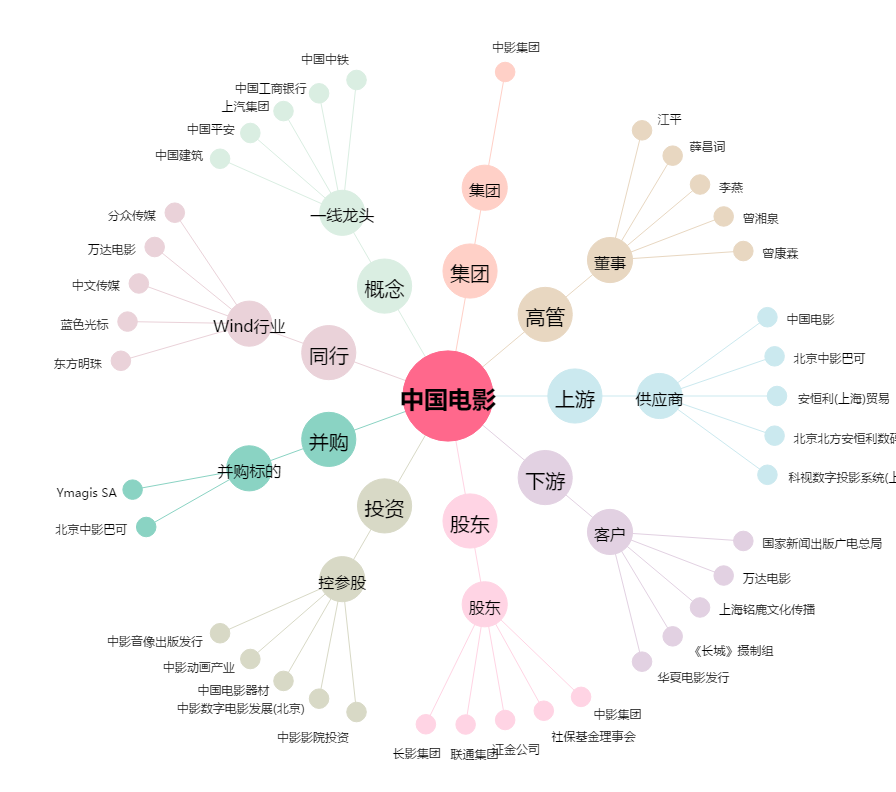 中影集团
中国中铁
中国工商银行
上汽集团
中国平安
中国建筑
一线龙头
概念
集团
集团
江平
薛昌词
李燕
曾湘泉
曾康霖
董事
高管
分众传媒
万达电影
中文传媒
蓝色光标
东方明珠
Wind行业
同行
中国电影
上游
供应商
中国电影
北京中影巴可
安恒利(上海)贸易
北京北方安恒利数码
科视数字投影系统(上
并购
并购标的
Ymagis SA
北京中影巴可
下游
客户
国家新闻出版广电总局
万达电影
上海铭鹿文化传播
《长城》摄制组
华夏电影发行
投资
控参股
中影音像出版发行
中影动画产业
中国电影器材
中影数字电影发展(北京)
中影影院投资
股东
股东
长影集团
联通集团
证金公司
社保基金理事会
中影集团